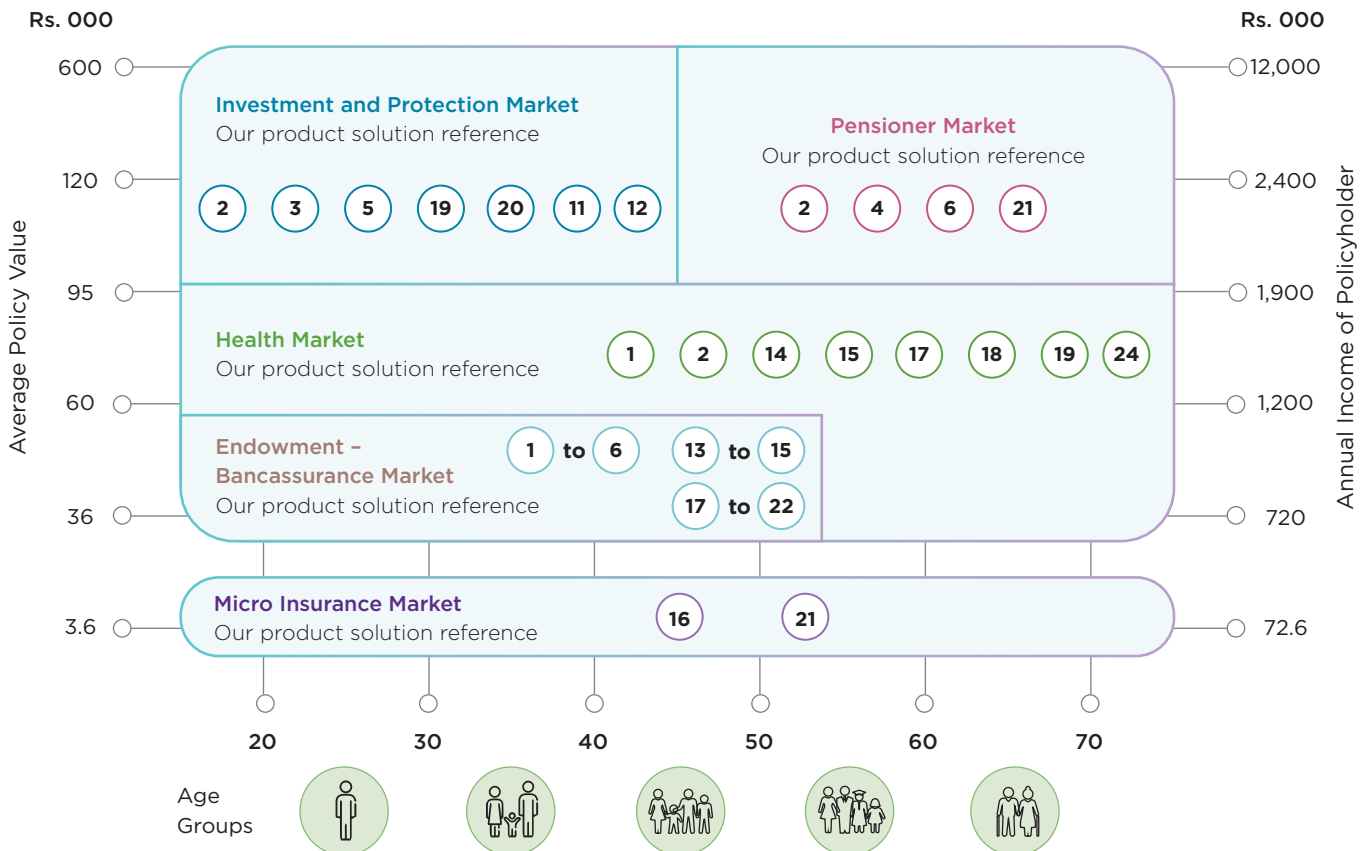 Rs. 000
Rs. 000
600
12,000
Investment and Protection Market
Our product solution reference
Pensioner Market
Our product solution reference
120
2,400
2 3 5 19 20 11 12
2 4 6 21
Average Policy Value
Annual Income of Policyholder
95
1,900
Health Market
Our product solution reference
1 2 14 15 17 18 19 24
60
1,200
Endowment –
Bancassurance Market
Our product solution reference
1 to 6 13 to 15
17 to 22
36
720
Micro Insurance Market
Our product solution reference
16 21
3.6
72.6
20 30 40 50 60 70
Age
Groups